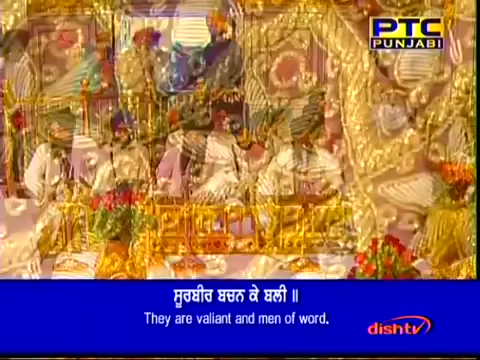 PTC
PUNJABI
ਸੂਰਬੀਰ ਬਚਨ ਕੇ ਬਲੀ ॥
They are valiant and men of word.
dishtv